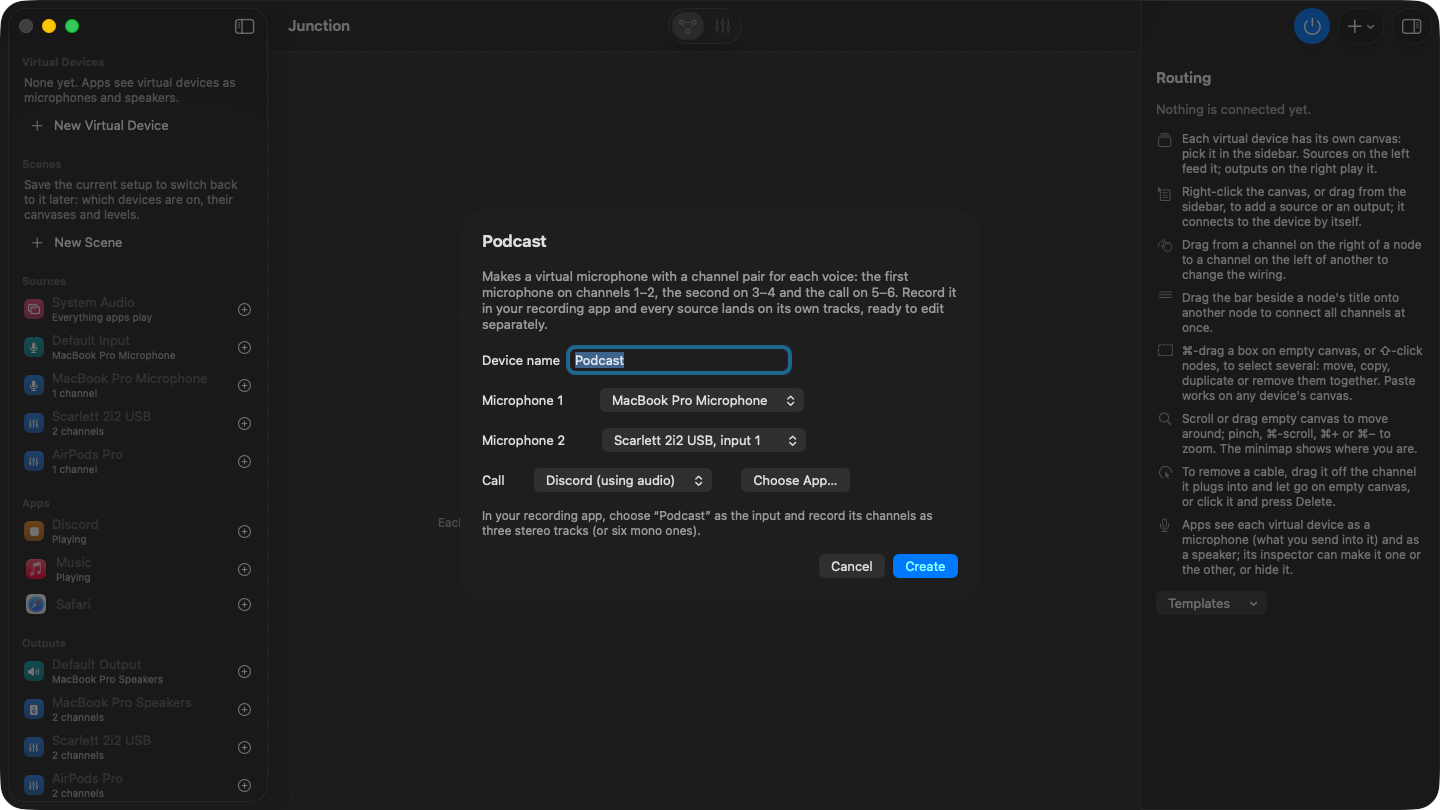 Junction
Virtual Devices
None yet. Apps see virtual devices as
microphones and speakers.
New Virtual Device
Scenes
Save the current setup to switch back
to it later: which devices are on, their
canvases and levels.
New Scene
Sources
System Audio
Everything apps play
Default Input
MacBook Pro Microphone
MacBook Pro Microphone
1 channel
Scarlett 2i2 USB
2 channels
AirPods Pro
1 channel
Apps
Discord
Playing
Music
Playing
Safari
Outputs
Default Output
MacBook Pro Speakers
MacBook Pro Speakers
2 channels
Scarlett 2i2 USB
2 channels
AirPods Pro
2 channels
Eacl
Podcast
Makes a virtual microphone with a channel pair for each voice: the first
microphone on channels 1–2, the second on 3–4 and the call on 5–6. Record it
in your recording app and every source lands on its own tracks, ready to edit
separately.
Device name Podcast
Microphone 1 MacBook Pro Microphone
Microphone 2 Scarlett 2i2 USB, input 1
Call Discord (using audio) Choose App...
In your recording app, choose “Podcast” as the input and record its channels as
three stereo tracks (or six mono ones).
Cancel Create
Routing
Nothing is connected yet.
Each virtual device has its own canvas:
pick it in the sidebar. Sources on the left
feed it; outputs on the right play it.
Right-click the canvas, or drag from the
sidebar, to add a source or an output; it
connects to the device by itself.
Drag from a channel on the right of a node
to a channel on the left of another to
change the wiring.
Drag the bar beside a node's title onto
another node to connect all channels at
once.
⌘-drag a box on empty canvas, or ⇧-click
nodes, to select several: move, copy,
duplicate or remove them together. Paste
works on any device's canvas.
Scroll or drag empty canvas to move
around; pinch, ⌘-scroll, ⌘+ or ⌘− to
zoom. The minimap shows where you are.
To remove a cable, drag it off the channel
it plugs into and let go on empty canvas,
or click it and press Delete.
Apps see each virtual device as a
microphone (what you send into it) and as
a speaker; its inspector can make it one or
the other, or hide it.
Templates